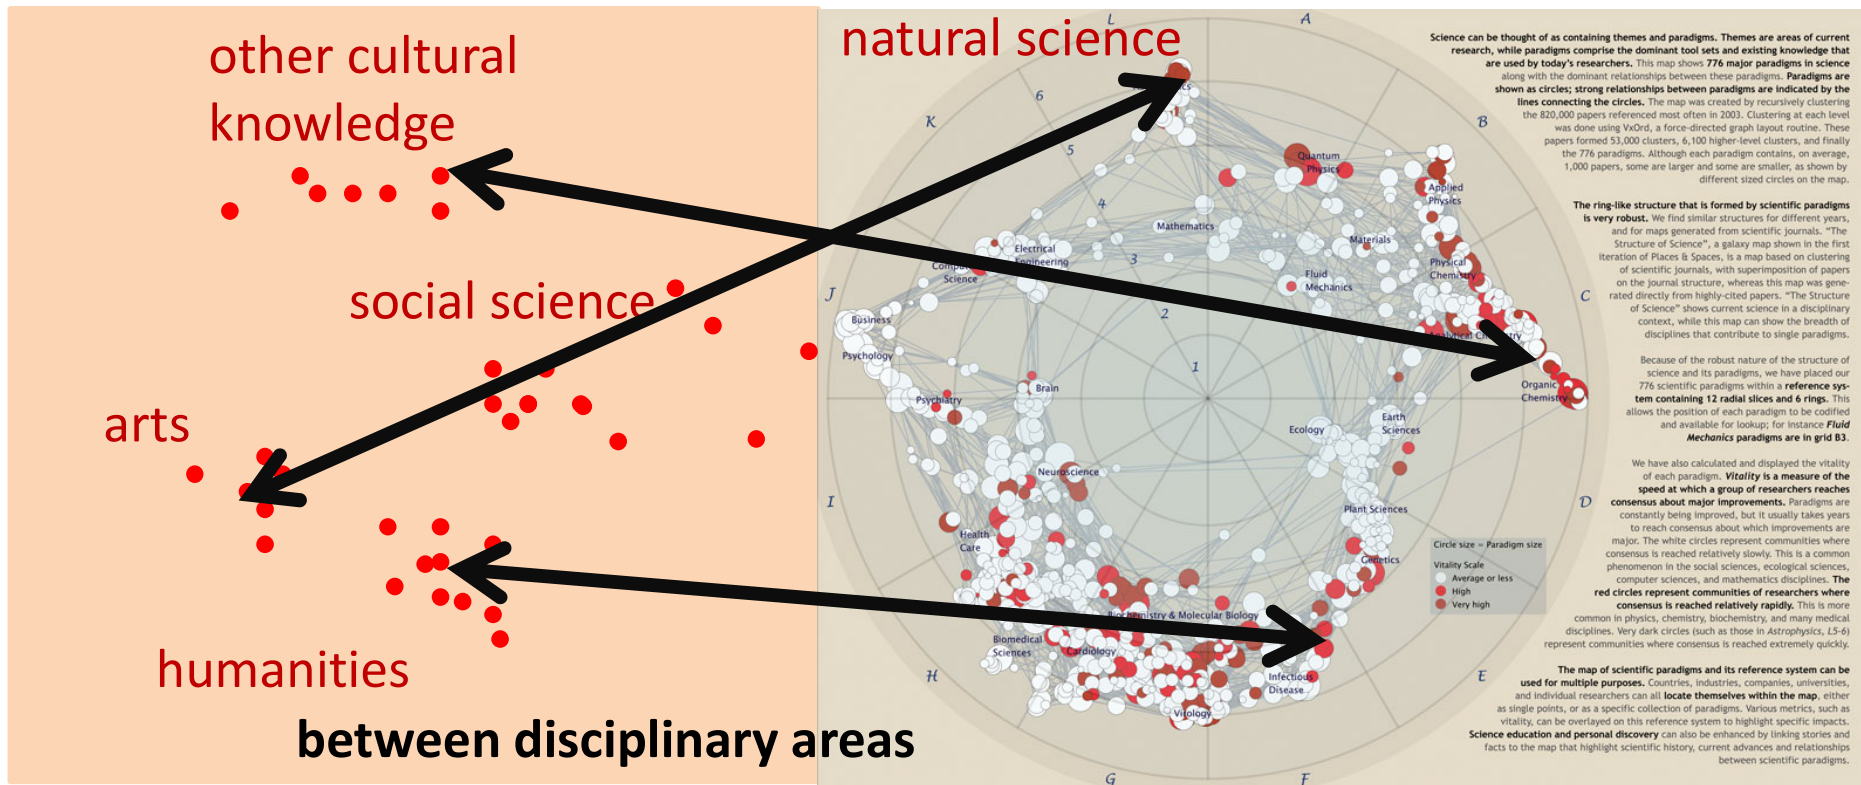 other cultural
knowledge
social science
arts
humanities
between disciplinary areas
natural science
L
A
B
C
D
E
F
G
H
I
J
K
6
5
4
3
2
1
Quantum
Physics
Applied
Physics
Mathematics
Materials
Electrical
Engineering
Science
Fluid
Mechanics
Physical
Chemistry
Business
Psychology
Analytical Chemistry
Organic
Chemistry
Psychiatry
Brain
Ecology
Earth
Sciences
Neuroscience
Plant Sciences
Health
Care
Genetics
Biochemistry & Molecular Biology
Biomedical
Sciences
Cardiology
Infectious
Disease
Virology
Circle size = Paradigm size
Vitality Scale
Average or less
High
Very high
Science can be thought of as containing themes and paradigms. Themes are areas of current
research, while paradigms comprise the dominant tool sets and existing knowledge that
are used by today's researchers. This map shows 776 major paradigms in science
along with the dominant relationships between these paradigms. Paradigms are
shown as circles; strong relationships between paradigms are indicated by the
lines connecting the circles. The map was created by recursively clustering
the 820,000 papers referenced most often in 2003. Clustering at each level
was done using VxOrd, a force-directed graph layout routine. These
papers formed 53,000 clusters, 6,100 higher-level clusters, and finally
the 776 paradigms. Although each paradigm contains, on average,
1,000 papers, some are larger and some are smaller, as shown by
different sized circles on the map.
The ring-like structure that is formed by scientific paradigms
is very robust. We find similar structures for different years,
and for maps generated from scientific journals. "The
Structure of Science", a galaxy map shown in the first
iteration of Places & Spaces, is a map based on clustering
of scientific journals, with superimposition of papers
on the journal structure, whereas this map was gene-
rated directly from highly-cited papers. "The Structure
of Science" shows current science in a disciplinary
context, while this map can show the breadth of
disciplines that contribute to single paradigms.
Because of the robust nature of the structure of
science and its paradigms, we have placed our
776 scientific paradigms within a reference sys-
tem containing 12 radial slices and 6 rings. This
allows the position of each paradigm to be codified
and available for lookup; for instance Fluid
Mechanics paradigms are in grid B3.
We have also calculated and displayed the vitality
of each paradigm. Vitality is a measure of the
speed at which a group of researchers reaches
consensus about major improvements. Paradigms are
constantly being improved, but it usually takes years
to reach consensus about which improvements are
major. The white circles represent communities where
consensus is reached relatively slowly. This is a common
phenomenon in the social sciences, ecological sciences,
computer sciences, and mathematics disciplines. The
red circles represent communities of researchers where
consensus is reached relatively rapidly. This is more
common in physics, chemistry, biochemistry, and many medical
disciplines. Very dark circles (such as those in Astrophysics, L5-6)
represent communities where consensus is reached extremely quickly.
The map of scientific paradigms and its reference system can be
used for multiple purposes. Countries, industries, companies, universities,
and individual researchers can all locate themselves within the map, either
as single points, or as a specific collection of paradigms. Various metrics, such as
vitality, can be overlayed on this reference system to highlight specific impacts.
Science education and personal discovery can also be enhanced by linking stories and
facts to the map that highlight scientific history, current advances and relationships
between scientific paradigms.